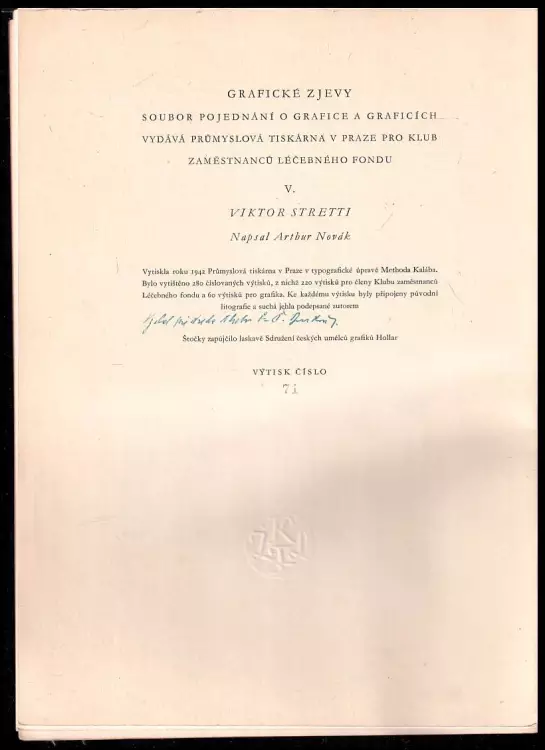 GRAFICKÉ ZJEVY
SOUBOR POJEDNÁNÍ O GRAFICE A GRAFICÍCH
VYDÁVÁ PRŮMYSLOVÁ TISKÁRNA V PRAZE PRO KLUB
ZAMĚSTNANCŮ LÉČEBNÉHO FONDU
V.
VIKTOR STRETTI
Napsal Arthur Novák
Vytiskla roku 1942 Průmyslová tiskárna v Praze v typografické úpravě Methoda Kalába.
Bylo vytištěno 280 číslovaných výtisků, z nichž 220 výtisků pro členy Klubu zaměstnanců
Léčebného fondu a 60 výtisků pro grafika. Ke každému výtisku byly připojeny původní
litografie a suchá jehla podepsané autorem
Štočky zapůjčilo laskavě Sdružení českých umělců grafiků Hollar
VÝTISK ČÍSLO
71